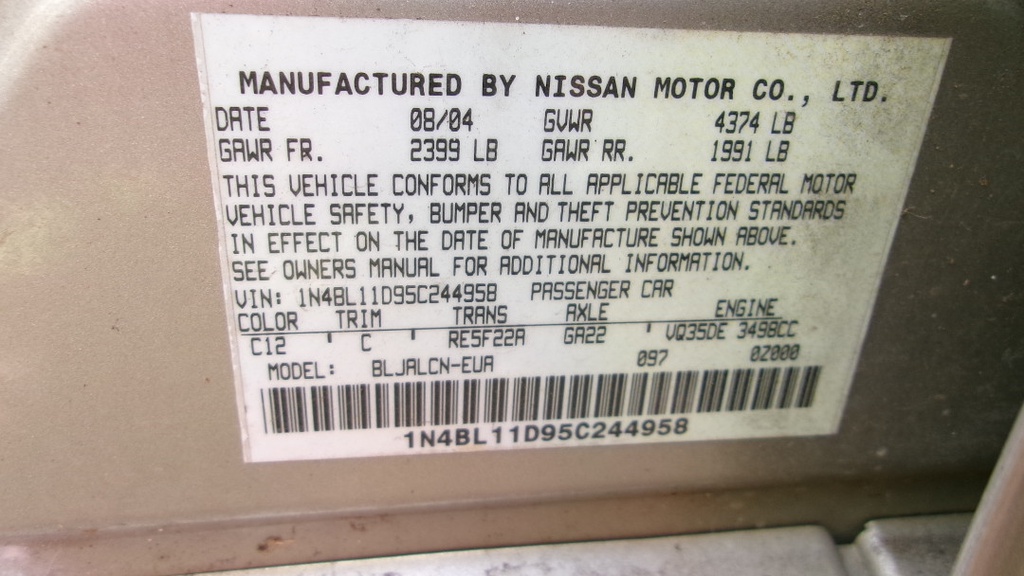 MANUFACTURED BY NISSAN MOTOR CO., LTD.
DATE 08/04 GVWR 4374 LB
GAWR FR. 2399 LB GAWR RR. 1991 LB
THIS VEHICLE CONFORMS TO ALL APPLICABLE FEDERAL MOTOR
VEHICLE SAFETY, BUMPER AND THEFT PREVENTION STANDARDS
IN EFFECT ON THE DATE OF MANUFACTURE SHOWN ABOVE.
SEE OWNERS MANUAL FOR ADDITIONAL INFORMATION.
VIN: 1N4BL11D95C244958 PASSENGER CAR
COLOR TRIM TRANS AXLE ENGINE
C12 ' C ' RE5F22A GA22 ' VQ35DE 3498CC
MODEL: BLJALCN-EUA 097 0Z000
1N4BL11D95C244958